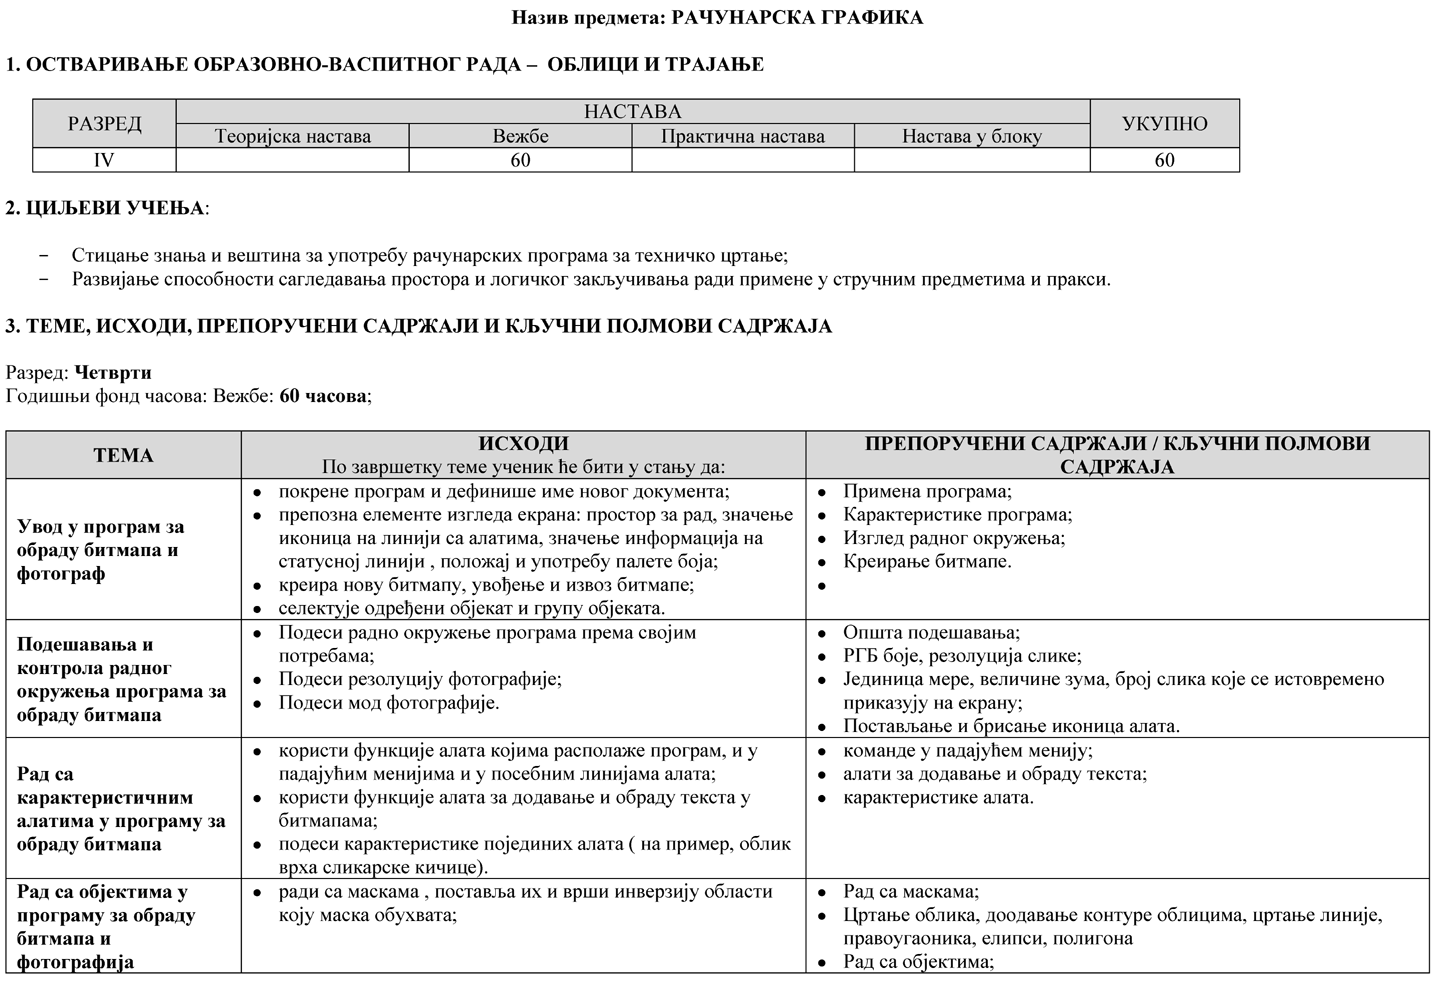 Назив предмета: РАЧУНАРСКА ГРАФИКА
1. ОСТВАРИВАЊЕ ОБРАЗОВНО-ВАСПИТНОГ РАДА – ОБЛИЦИ И ТРАЈАЊЕ
РАЗРЕД
НАСТАВА
УКУПНО
Теоријска настава
Вежбе
Практична настава
Настава у блоку
IV
60
60
2. ЦИЉЕВИ УЧЕЊА:
– Стицање знања и вештина за употребу рачунарских програма за техничко цртање;
– Развијање способности сагледавања простора и логичког закључивања ради примене у стручним предметима и пракси.
3. ТЕМЕ, ИСХОДИ, ПРЕПОРУЧЕНИ САДРЖАЈИ И КЉУЧНИ ПОЈМОВИ САДРЖАЈА
Разред: Четврти
Годишњи фонд часова: Вежбе: 60 часова;
ТЕМА
ИСХОДИ
По завршетку теме ученик ће бити у стању да:
ПРЕПОРУЧЕНИ САДРЖАЈИ / КЉУЧНИ ПОЈМОВИ
САДРЖАЈА
Увод у програм за
обраду битмапа и
фотограф
• покрене програм и дефинише име новог документа;
• препозна елементе изгледа екрана: простор за рад, значење
иконица на линији са алатима, значење информација на
статусној линији , положај и употребу палете боја;
• креира нову битмапу, увођење и извоз битмапе;
• селектује одређени објекат и групу објеката.
• Примена програма;
• Карактеристике програма;
• Изглед радног окружења;
• Креирање битмапе.
•
Подешавања и
контрола радног
окружења програма за
обраду битмапа
• Подеси радно окружење програма према својим
потребама;
• Подеси резолуцију фотографије;
• Подеси мод фотографије.
• Општа подешавања;
• РГБ боје, резолуција слике;
• Јединица мере, величине зума, број слика које се истовремено
приказују на екрану;
• Постављање и брисање иконица алата.
Рад са
карактеристичним
алатима у програму за
обраду битмапа
• користи функције алата којима располаже програм, и у
падајућим менијима и у посебним линијама алата;
• користи функције алата за додавање и обраду текста у
битмапама;
• подеси карактеристике појединих алата ( на пример, облик
врха сликарске кичице).
• команде у падајућем менију;
• алати за додавање и обраду текста;
• карактеристике алата.
Рад са објектима у
програму за обраду
битмапа и
фотографија
• ради са маскама , поставља их и врши инверзију области
коју маска обухвата;
• Рад са маскама;
• Цртање облика, доодавање контуре облицима, цртање линије,
правоугаоника, елипси, полигона
• Рад са објектима;